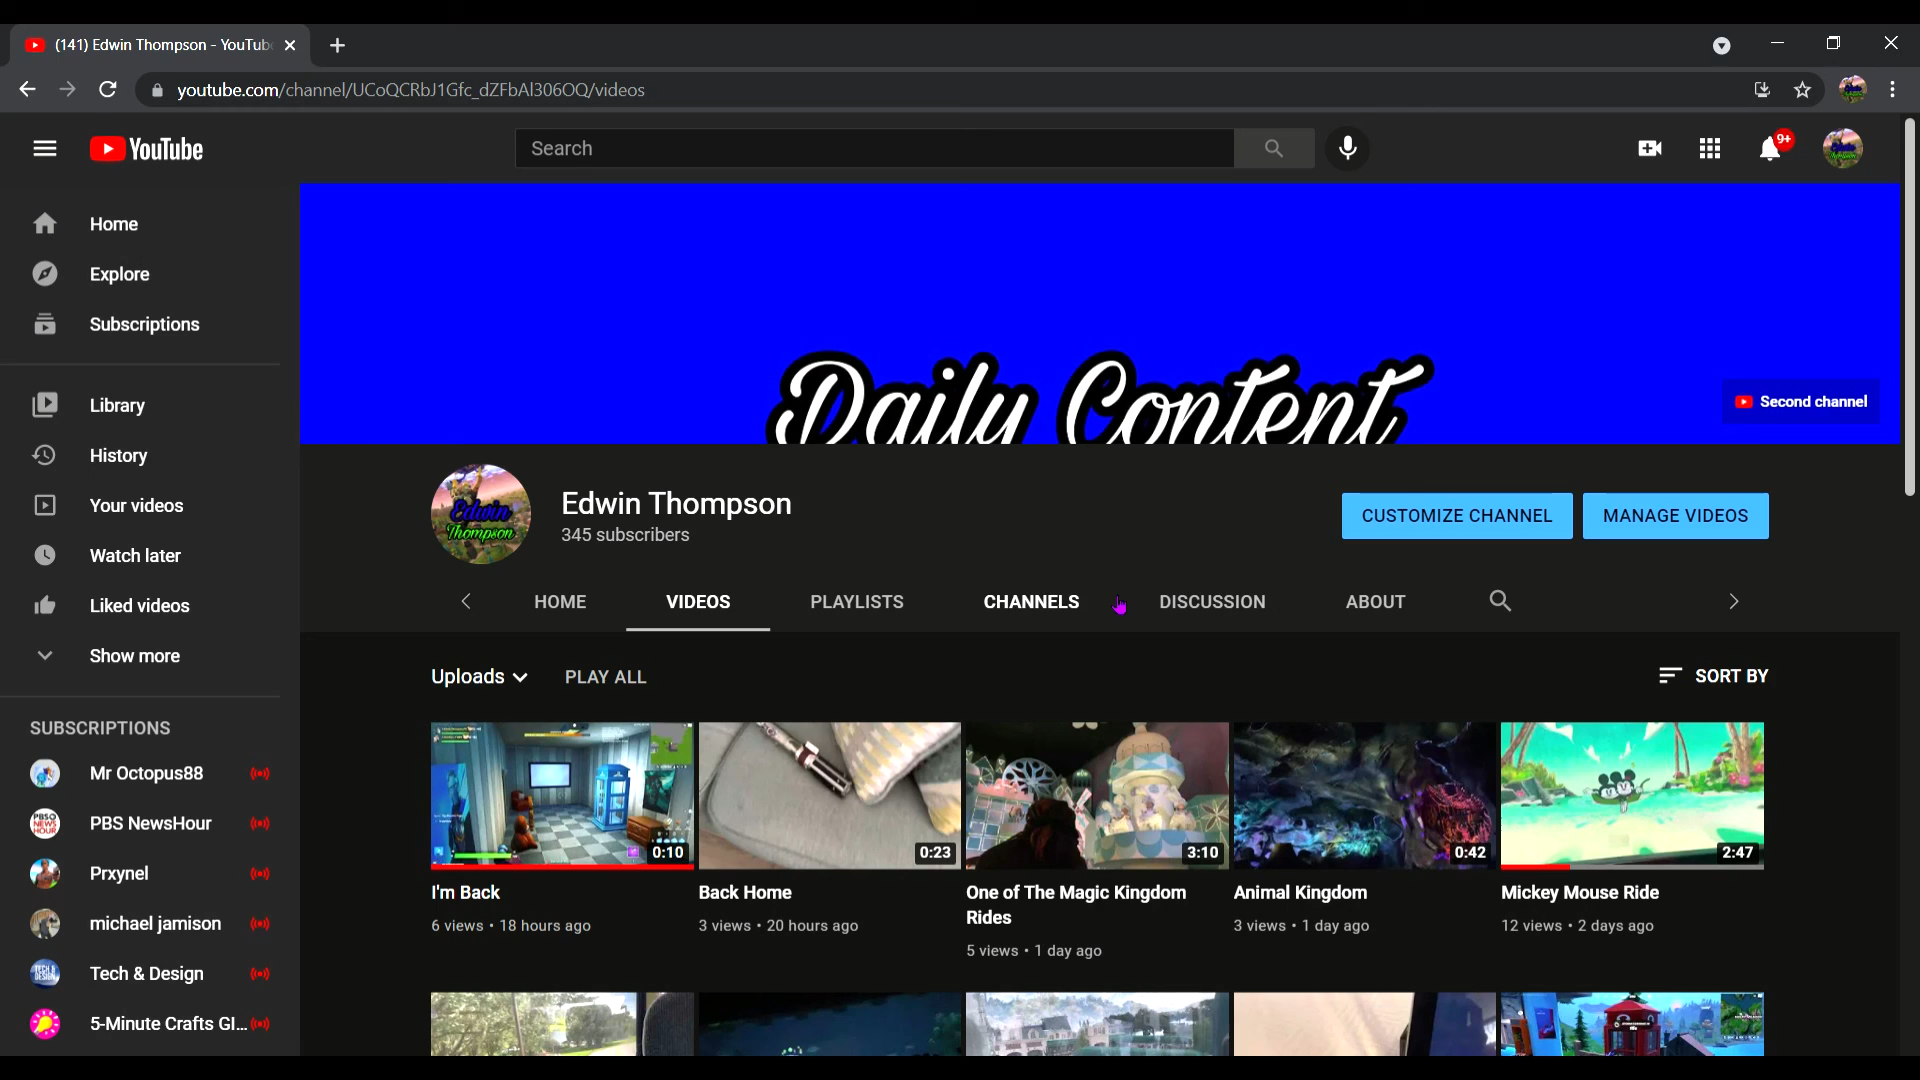 (141) Edwin Thompson - YouTub
youtube.com/channel/UCoQCRbJ1Gfc_dZFbAl306OQ/videos
YouTube
Search
9+
Home
Explore
Subscriptions
Library
History
Your videos
Watch later
Liked videos
Show more
SUBSCRIPTIONS
Mr Octopus88
PBS NewsHour
Prxynel
michael jamison
Tech & Design
5-Minute Crafts GI...
Daily Content
Second channel
Edwin Thompson
Edwin Thompson
345 subscribers
CUSTOMIZE CHANNEL
MANAGE VIDEOS
HOME VIDEOS PLAYLISTS CHANNELS DISCUSSION ABOUT
Uploads PLAY ALL SORT BY
0:10 0:23 3:10 0:42 2:47
I'm Back
6 views • 18 hours ago
Back Home
3 views • 20 hours ago
One of The Magic Kingdom
Rides
5 views • 1 day ago
Animal Kingdom
3 views • 1 day ago
Mickey Mouse Ride
12 views • 2 days ago